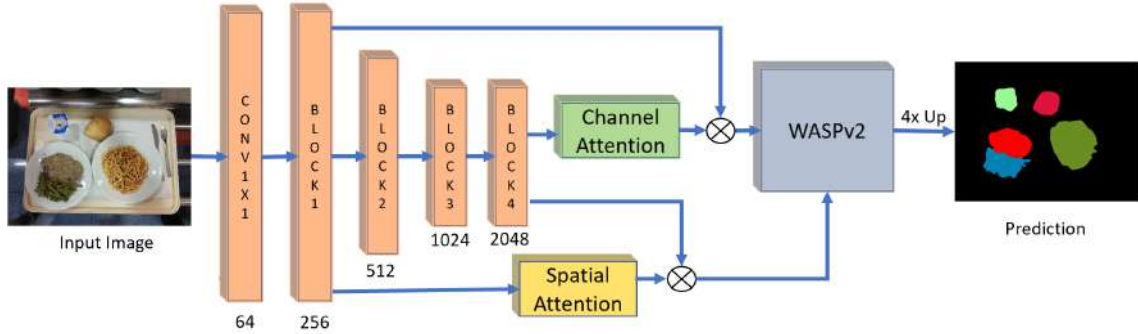 CONV1X1
BLOCK1
BLOCK2
BLOCK3
BLOCK4
Channel
Attention
WASPv2
4x Up
Input Image
Prediction
1024
2048
512
Spatial
Attention
64
256